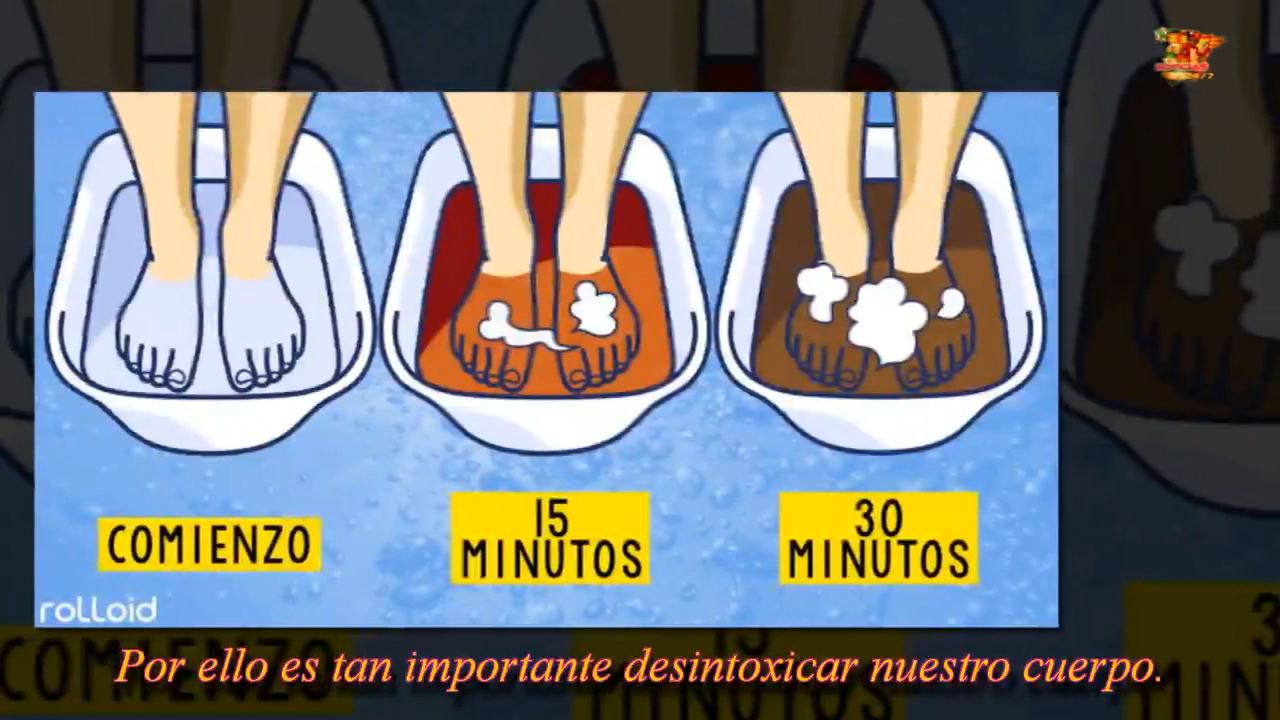 COMIENZO
15
MINUTOS
30
MINUTOS
rolloid
Por ello es tan importante desintoxicar nuestro cuerpo.